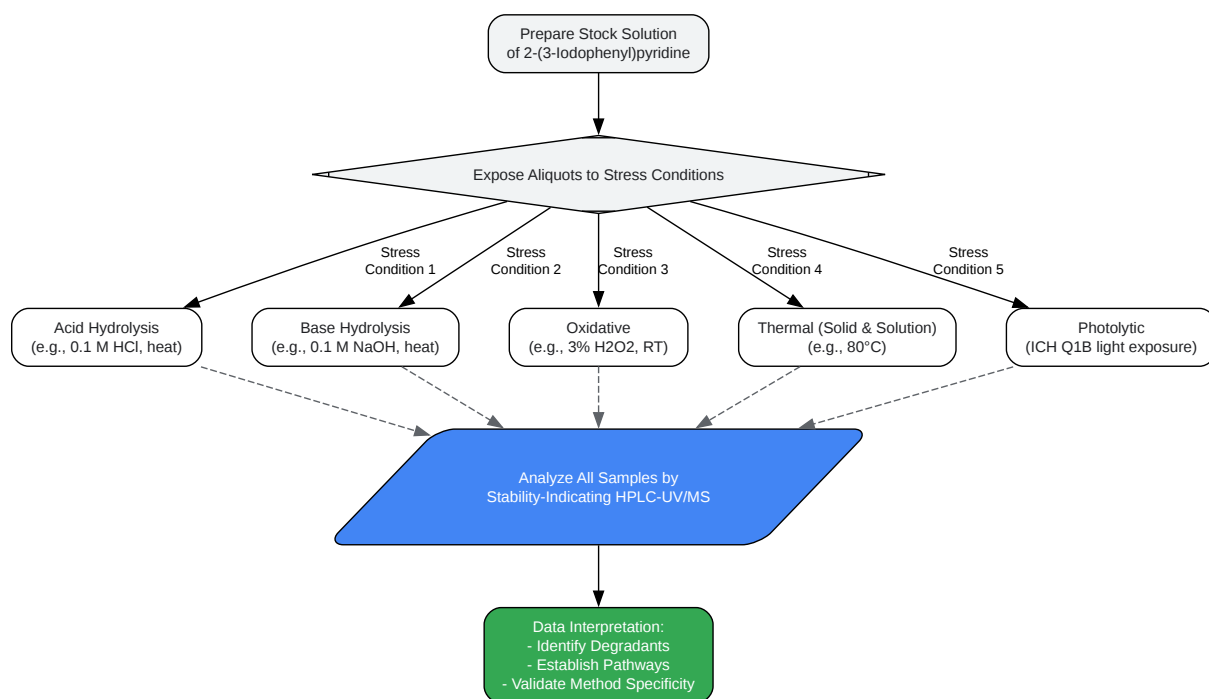 Prepare Stock Solution
of 2-(3-Iodophenyl)pyridine
Expose Aliquots to Stress Conditions
Stress
Condition 1
Stress
Condition 2
Stress
Condition 3
Stress
Condition 4
Stress
Condition 5
Acid Hydrolysis
(e.g., 0.1 M HCl, heat)
Base Hydrolysis
(e.g., 0.1 M NaOH, heat)
Oxidative
(e.g., 3% H2O2, RT)
Thermal (Solid & Solution)
(e.g., 80°C)
Photolytic
(ICH Q1B light exposure)
Analyze All Samples by
Stability-Indicating HPLC-UV/MS
Data Interpretation:
- Identify Degradants
- Establish Pathways
- Validate Method Specificity